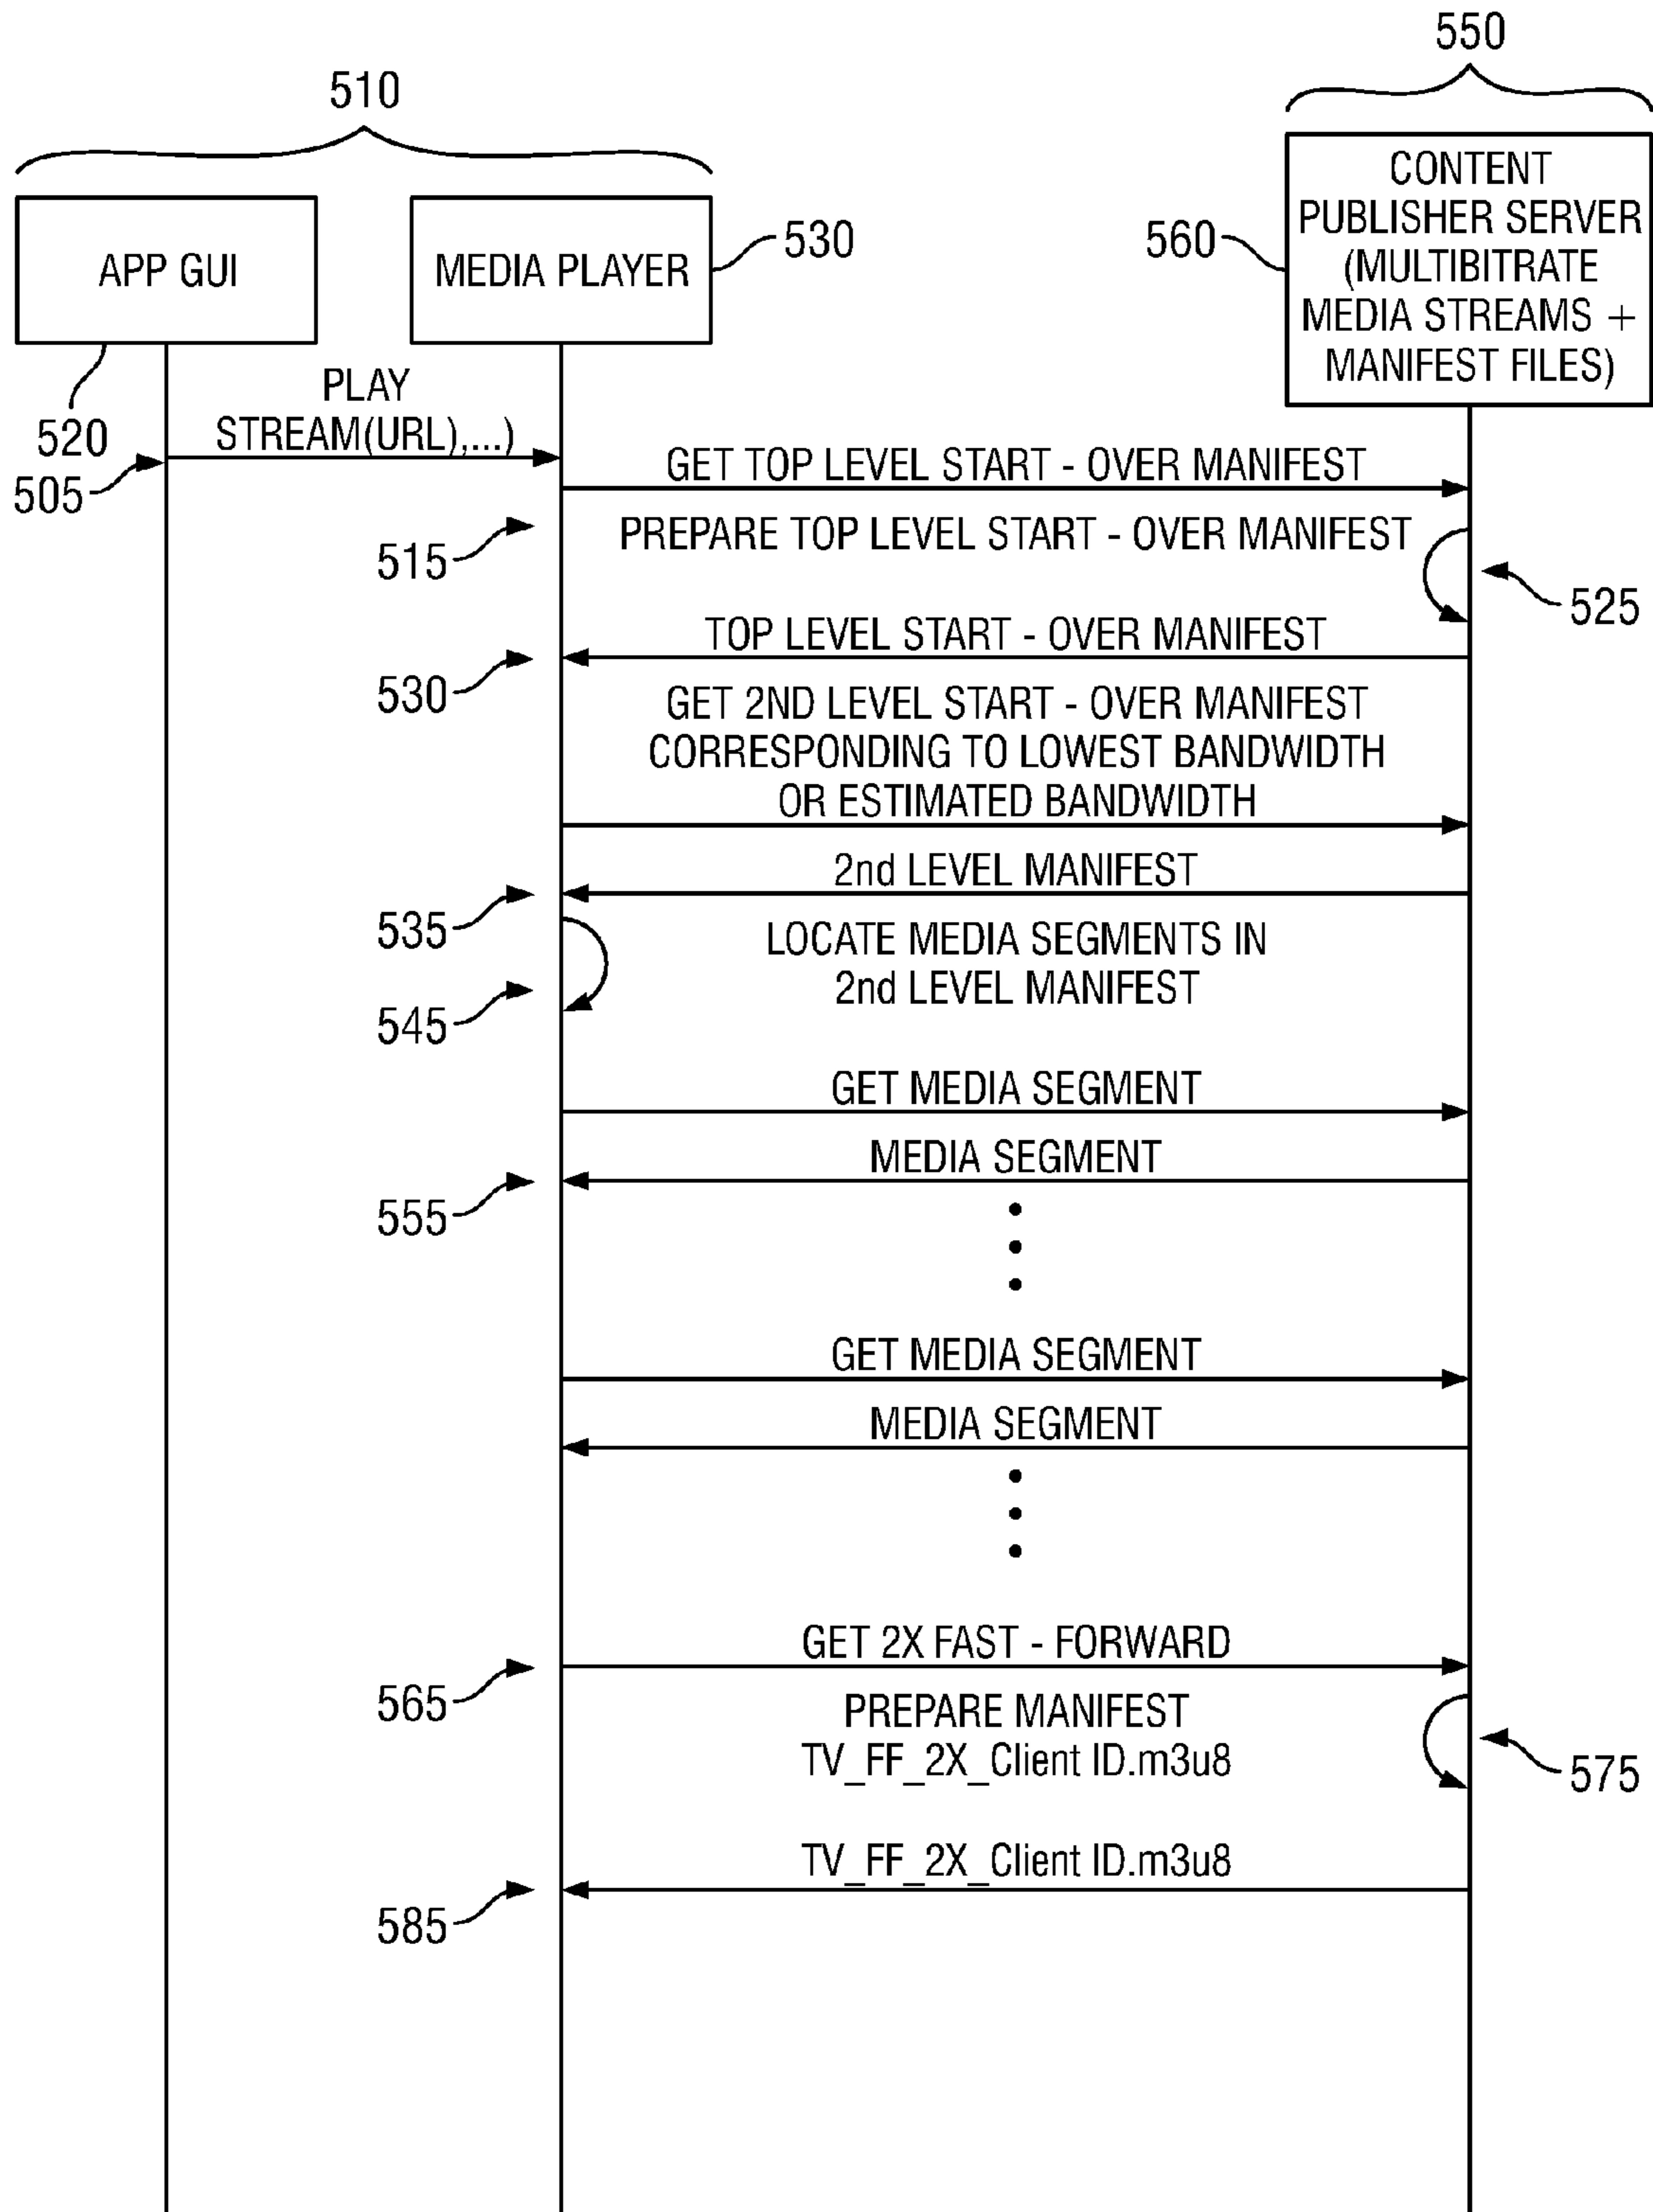 550
510
CONTENT
PUBLISHER SERVER
(MULTIBITRATE
MEDIA STREAMS +
MANIFEST FILES)
560
APP GUI
MEDIA PLAYER
530
520
PLAY
STREAM(URL),...)
505
GET TOP LEVEL START - OVER MANIFEST
515
PREPARE TOP LEVEL START - OVER MANIFEST
525
TOP LEVEL START - OVER MANIFEST
530
GET 2ND LEVEL START - OVER MANIFEST
CORRESPONDING TO LOWEST BANDWIDTH
OR ESTIMATED BANDWIDTH
2nd LEVEL MANIFEST
535
LOCATE MEDIA SEGMENTS IN
2nd LEVEL MANIFEST
545
GET MEDIA SEGMENT
MEDIA SEGMENT
555
GET MEDIA SEGMENT
MEDIA SEGMENT
GET 2X FAST - FORWARD
565
PREPARE MANIFEST
TV_FF_2X_Client ID.m3u8
575
TV_FF_2X_Client ID.m3u8
585